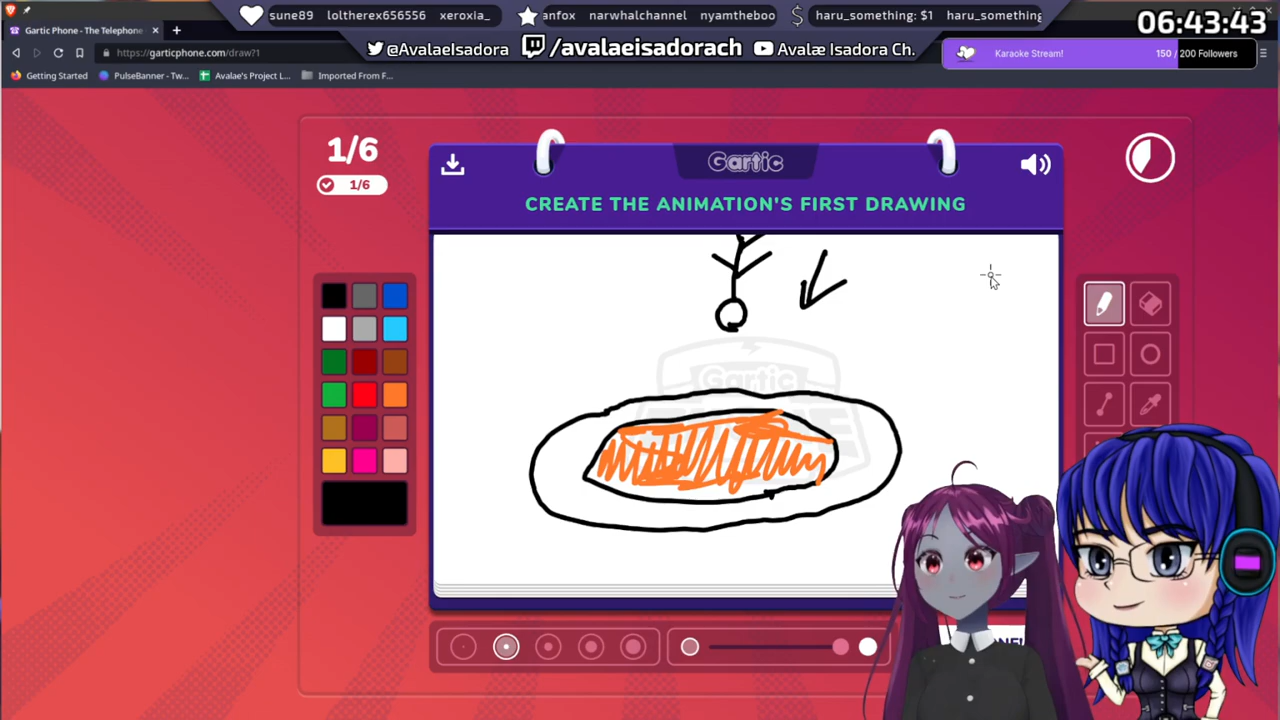 sune89 loltherex656556 xeroxia_ anfox narwhalchannel nyamtheboo $ haru_something: $1 haru_something
06:43:43
Gartic Phone - The Telephone
@AvalaeIsadora /avalaeisadorach Avalæ Isadora Ch.
https://garticphone.com/draw?1
Karaoke Stream! 150 / 200 Followers
Getting Started PulseBanner - Tw... Avalae's Project L... Imported From F...
1/6
1/6
Gartic
CREATE THE ANIMATION'S FIRST DRAWING
Gartic